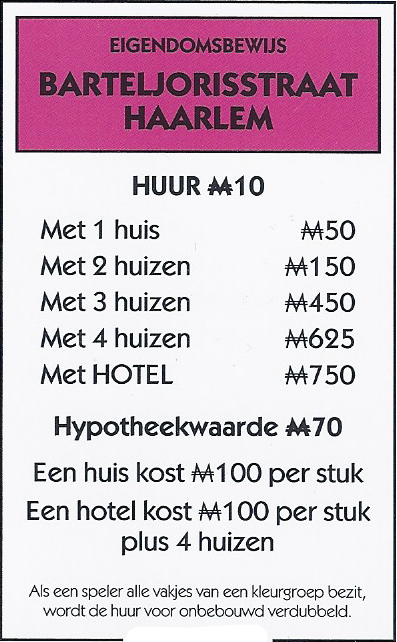 EIGENDOMSBEWIJS
BARTELJORISSTRAAT
HAARLEM
HUUR ₩10
Met 1 huis ₩50
Met 2 huizen ₩150
Met 3 huizen ₩450
Met 4 huizen ₩625
Met HOTEL ₩750
Hypotheekwaarde ₩70
Een huis kost ₩100 per stuk
Een hotel kost ₩100 per stuk
plus 4 huizen
Als een speler alle vakjes van een kleurgroep bezit,
wordt de huur voor onbebouwd verdubbeld.